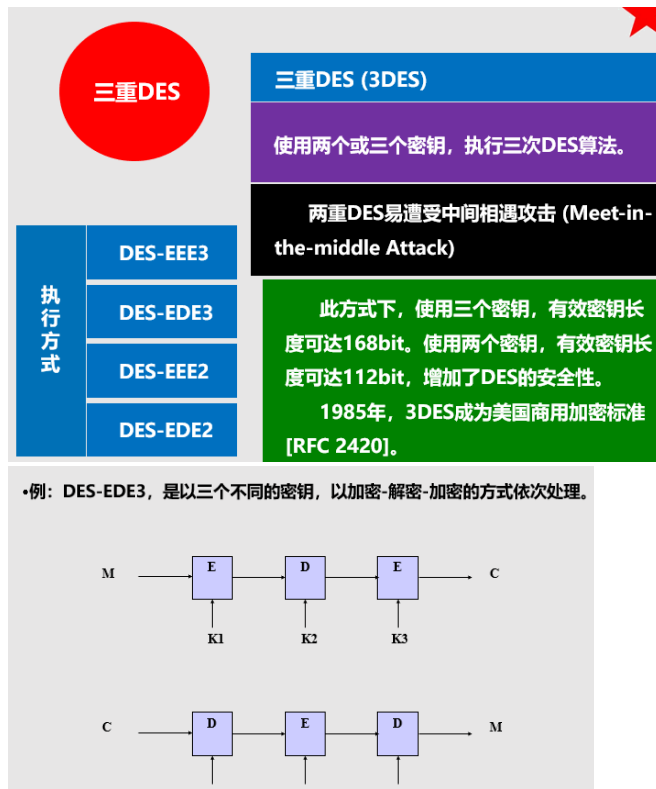 三重DES
三重DES (3DES)
使用两个或三个密钥，执行三次DES算法。
两重DES易遭受中间相遇攻击 (Meet-in-
the-middle Attack)
执
行
方
式
DES-EEE3
DES-EDE3
DES-EEE2
DES-EDE2
此方式下，使用三个密钥，有效密钥长
度可达168bit。使用两个密钥，有效密钥长
度可达112bit，增加了DES的安全性。
1985年，3DES成为美国商用加密标准
[RFC 2420]。
•例：DES-EDE3，是以三个不同的密钥，以加密-解密-加密的方式依次处理。
M E D E C
K1 K2 K3
C D E D M